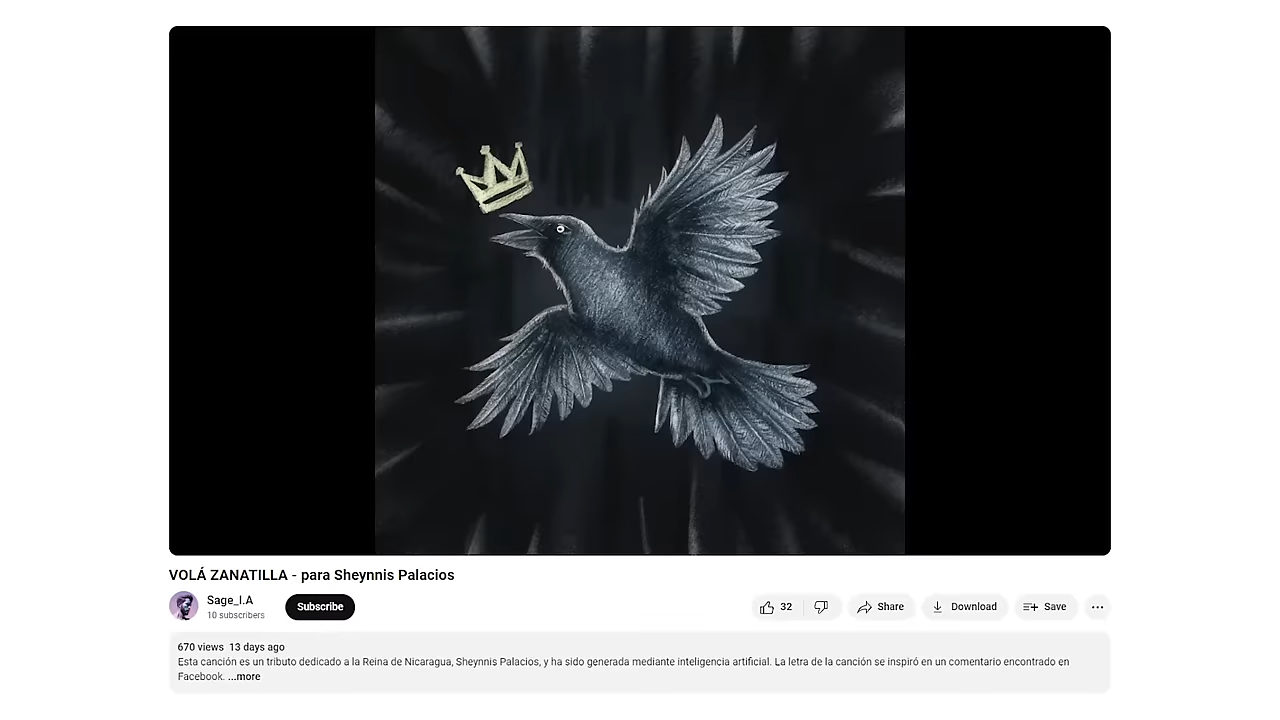 VOLÁ ZANATILLA - para Sheynnis Palacios
Sage_I.A
10 subscribers
Subscribe
32
Share
Download
Save
670 views 13 days ago
Esta canción es un tributo dedicado a la Reina de Nicaragua, Sheynnis Palacios, y ha sido generada mediante inteligencia artificial. La letra de la canción se inspiró en un comentario encontrado en
Facebook. ...more